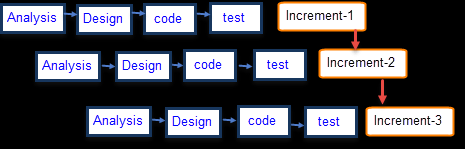 Analysis Design code test Increment-1
Analysis Design code test Increment-2
Analysis Design code test Increment-3